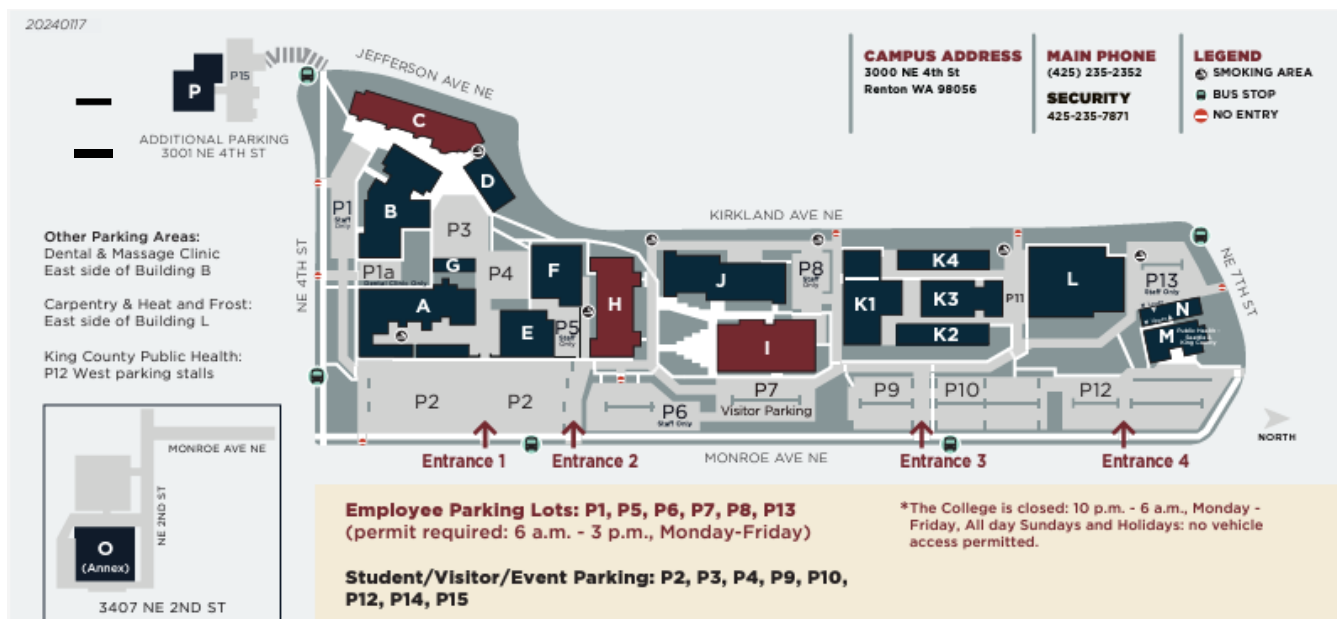 20240117
P
P15
ADDITIONAL PARKING
3001 NE 4TH ST
JEFFERSON AVE NE
CAMPUS ADDRESS
3000 NE 4th St
Renton WA 98056
MAIN PHONE
(425) 235-2352
SECURITY
425-235-7871
LEGEND
SMOKING AREA
BUS STOP
NO ENTRY
Other Parking Areas:
Dental & Massage Clinic
East side of Building B
Carpentry & Heat and Frost:
East side of Building L
King County Public Health:
P12 West parking stalls
NE 4TH ST
C
D
B
P1
Staff
Only
P3
P1a
Dental Clinic Only
G
P4
F
A
E
P5
Staff
Only
H
KIRKLAND AVE NE
J
P8
Staff
Only
I
K1
K4
K3
K2
P11
L
P13
Staff Only
N
M
Public Health -
Seattle &
King County
NE 7TH ST
P2
P2
P6
Staff Only
P7
Visitor Parking
P9
P10
P12
Entrance 1
Entrance 2
MONROE AVE NE
Entrance 3
Entrance 4
NORTH
MONROE AVE NE
NE 2ND ST
O
(Annex)
3407 NE 2ND ST
Employee Parking Lots: P1, P5, P6, P7, P8, P13
(permit required: 6 a.m. - 3 p.m., Monday-Friday)
Student/Visitor/Event Parking: P2, P3, P4, P9, P10,
P12, P14, P15
*The College is closed: 10 p.m. - 6 a.m., Monday -
Friday, All day Sundays and Holidays: no vehicle
access permitted.